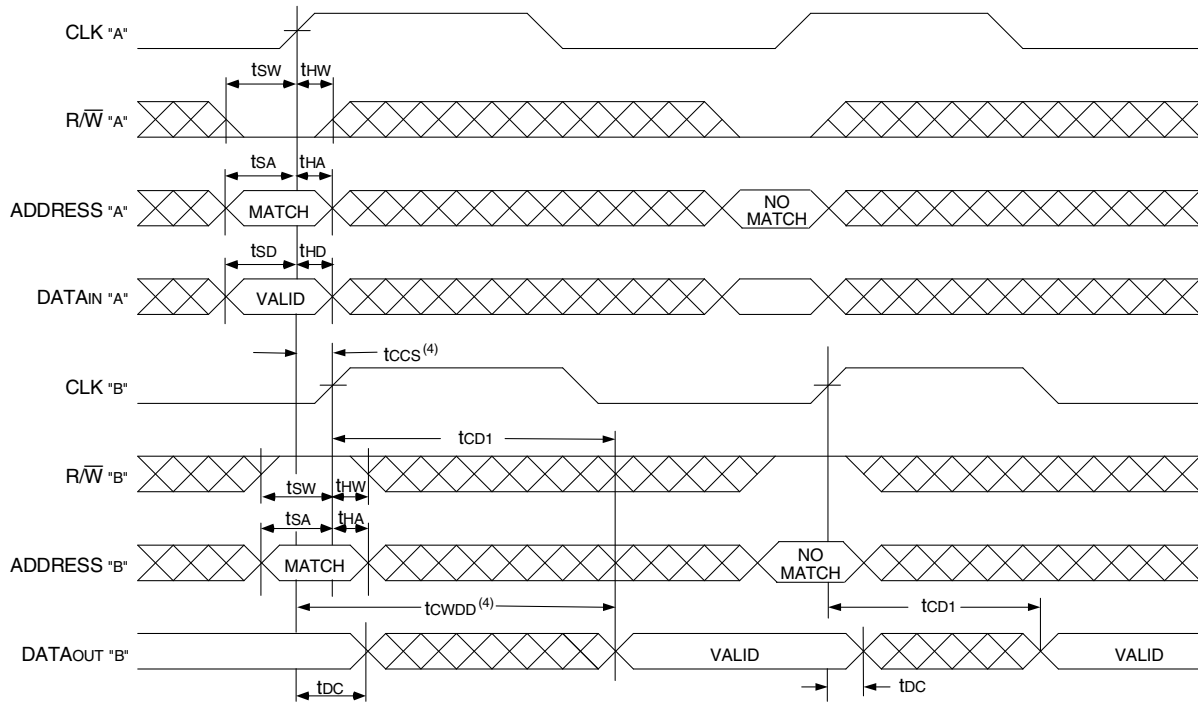 CLK "A"
tSW tHW
R/W̅ "A"
tSA tHA
ADDRESS "A" MATCH NO MATCH
tSD tHD
DATAIN "A" VALID
tCCS(4)
CLK "B"
tCD1
R/W̅ "B"
tSW tHW
tSA tHA
ADDRESS "B" MATCH NO MATCH
tCWDD(4) tCD1
DATAOUT "B" VALID VALID
tDC tDC